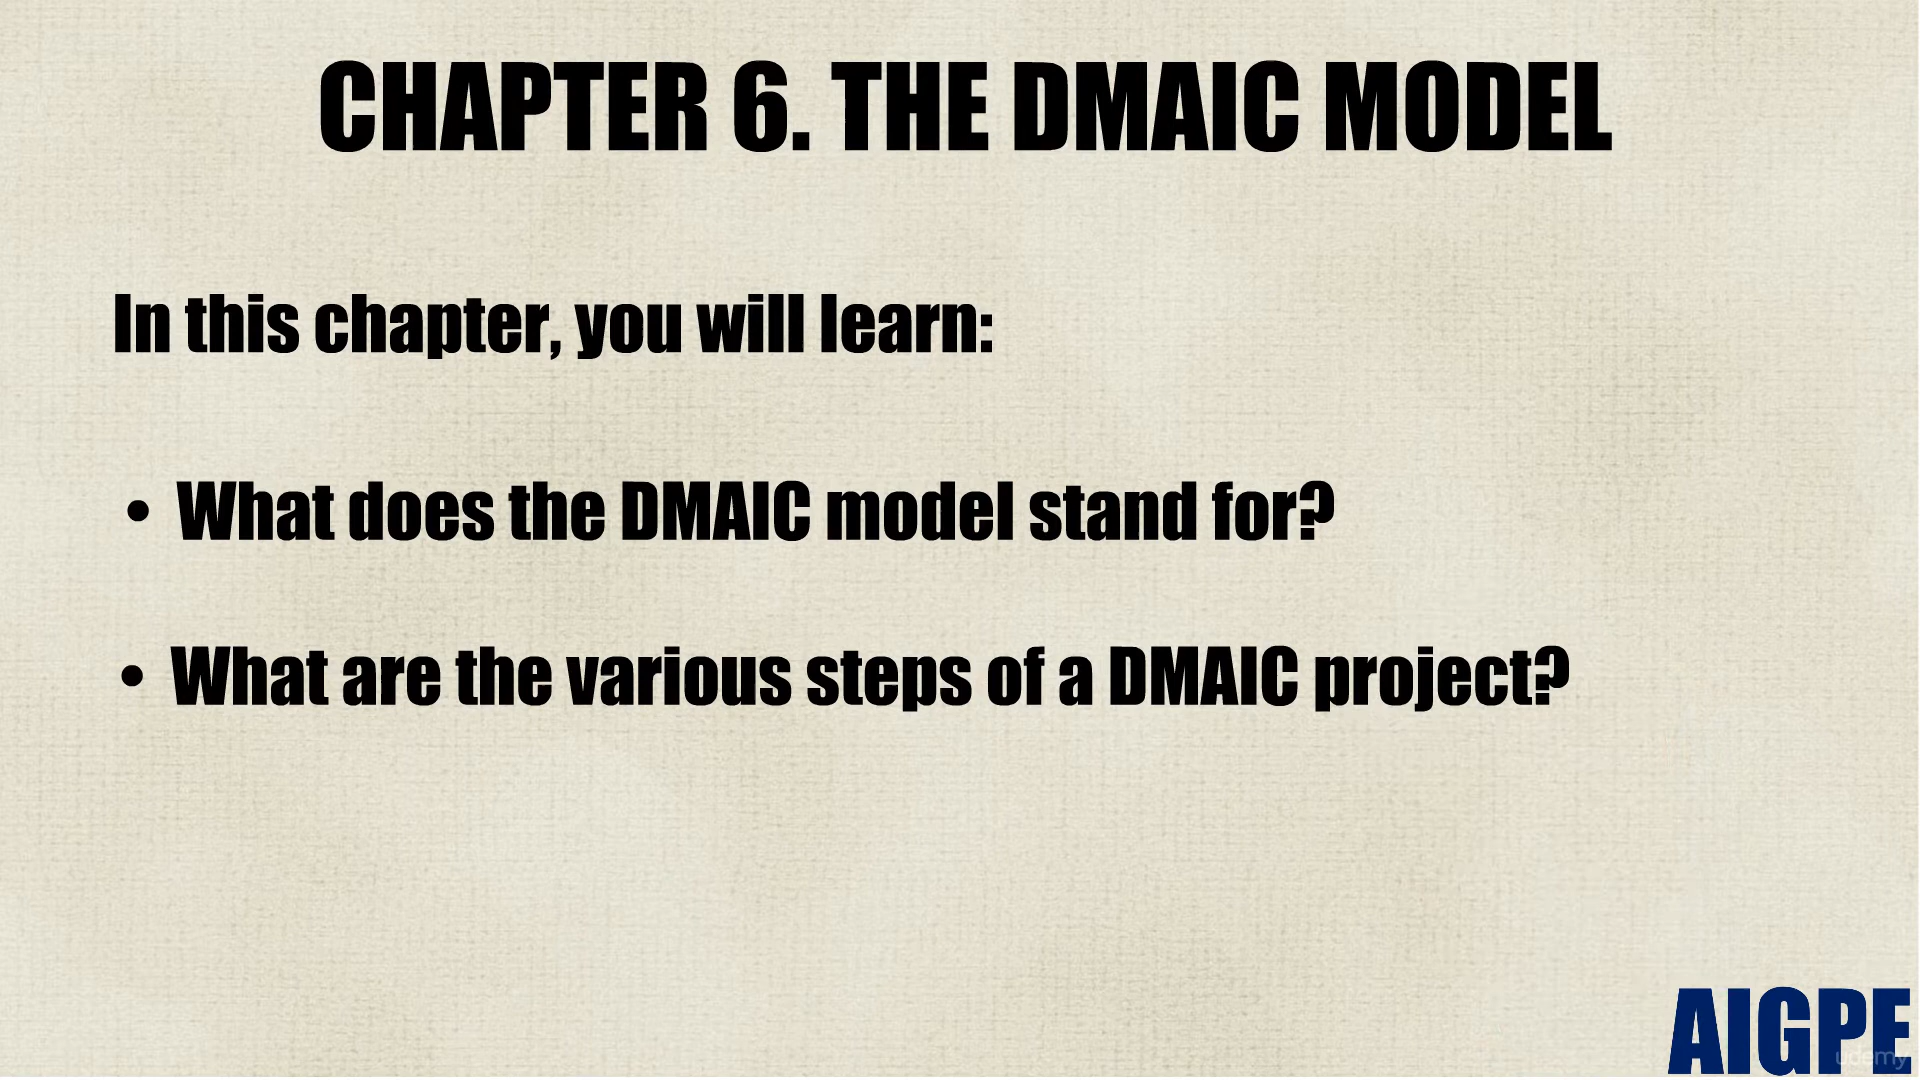 CHAPTER 6. THE DMAIC MODEL
In this chapter, you will learn:
• What does the DMAIC model stand for?
• What are the various steps of a DMAIC project?
AIGPE
udemy